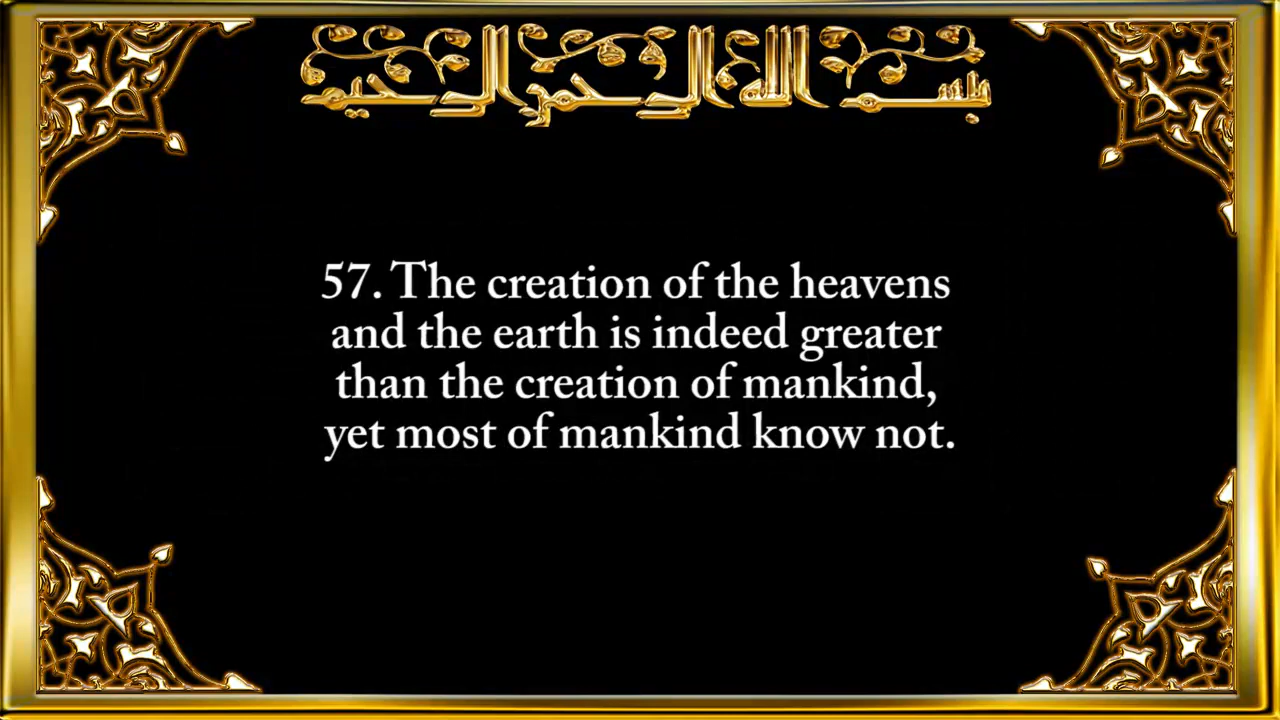 بسم الله الرحمن الرحيم
57. The creation of the heavens
and the earth is indeed greater
than the creation of mankind,
yet most of mankind know not.